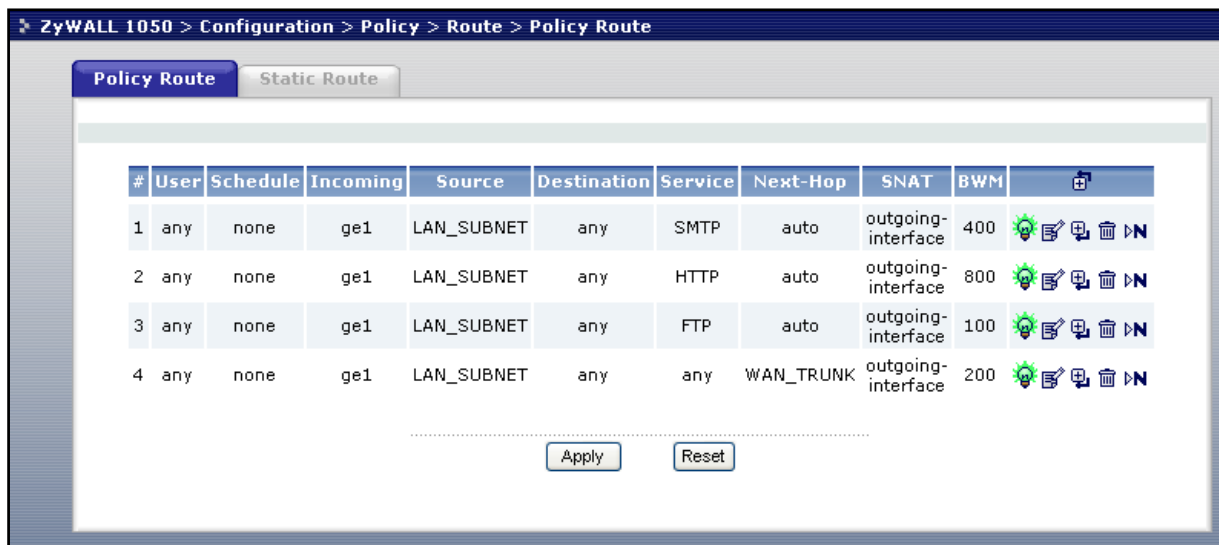 ZyWALL 1050 > Configuration > Policy > Route > Policy Route
Policy Route Static Route
# User Schedule Incoming Source Destination Service Next-Hop SNAT BWM
1 any none ge1 LAN_SUBNET any SMTP auto outgoing-interface 400 N
2 any none ge1 LAN_SUBNET any HTTP auto outgoing-interface 800 N
3 any none ge1 LAN_SUBNET any FTP auto outgoing-interface 100 N
4 any none ge1 LAN_SUBNET any any WAN_TRUNK outgoing-interface 200 N
Apply Reset